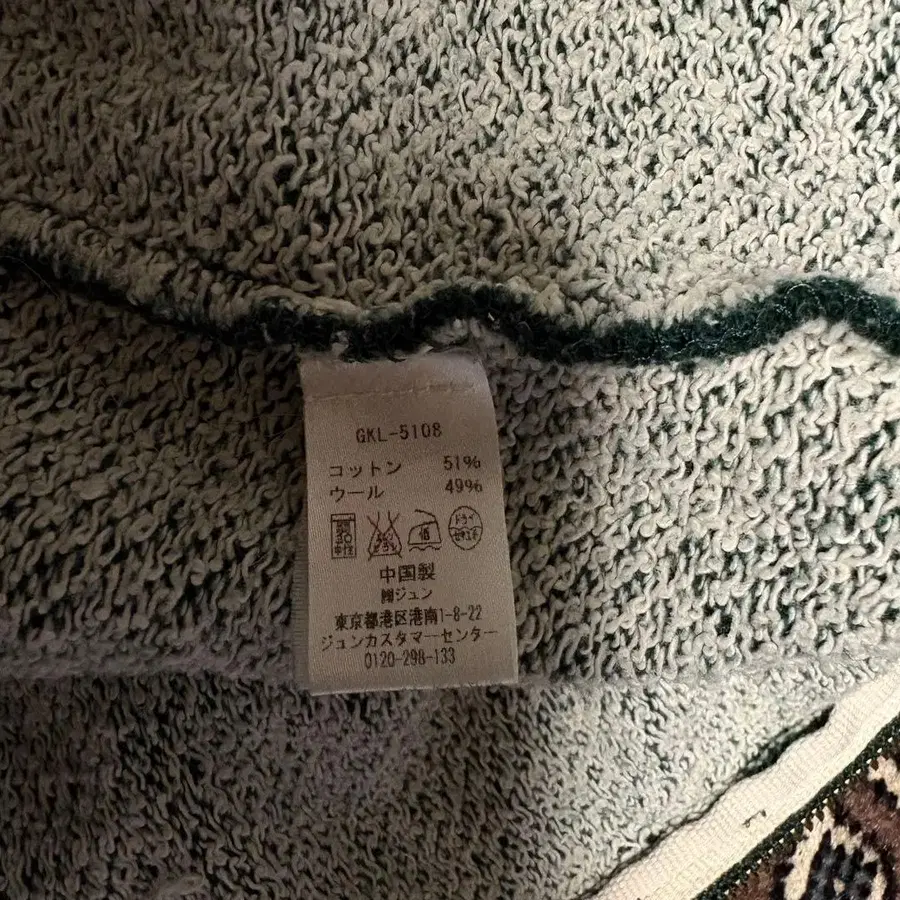 GKL-5108
コットン 51%
ウール 49%
中国製
㈱ジュン
東京都港区港南1-8-22
ジュンカスタマーセンター
0120-298-133